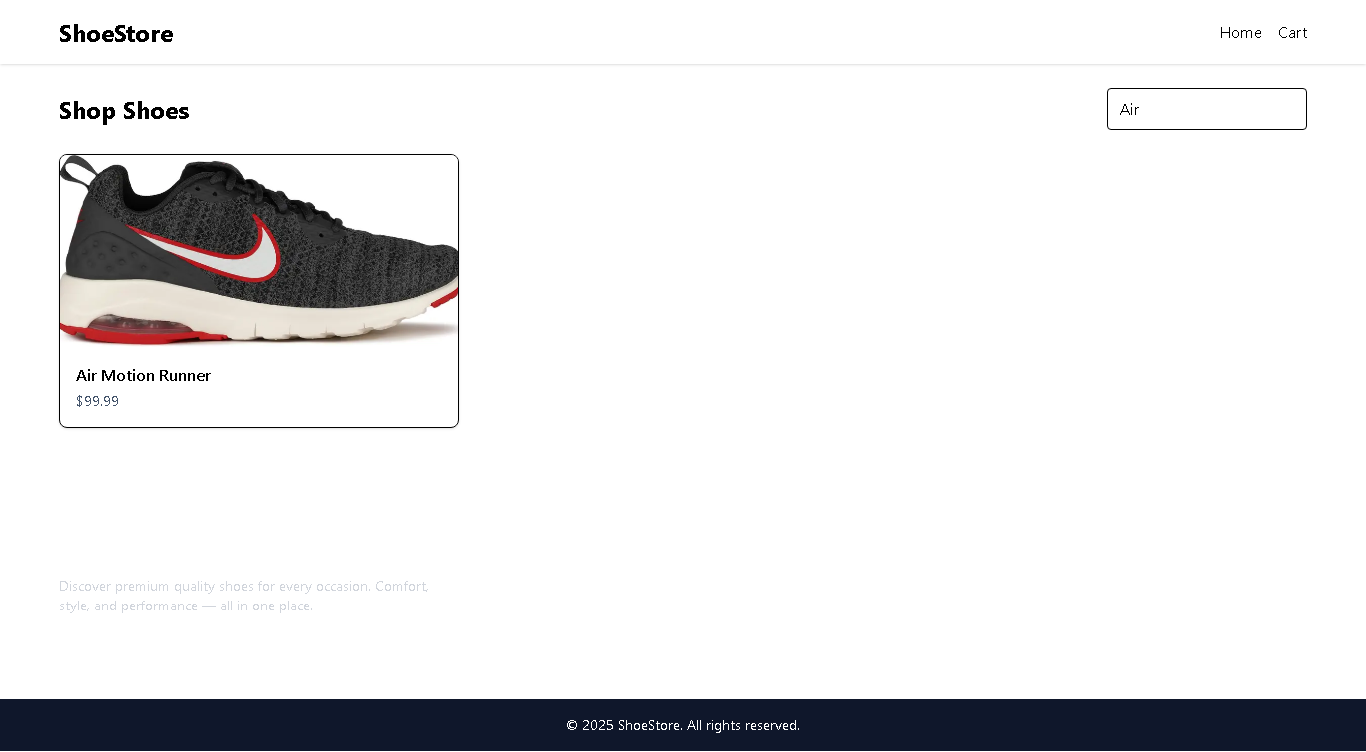 ShoeStore
Home
Cart
Shop Shoes
Air
Air Motion Runner
$99.99
Discover premium quality shoes for every occasion. Comfort,
style, and performance — all in one place.
© 2025 ShoeStore. All rights reserved.